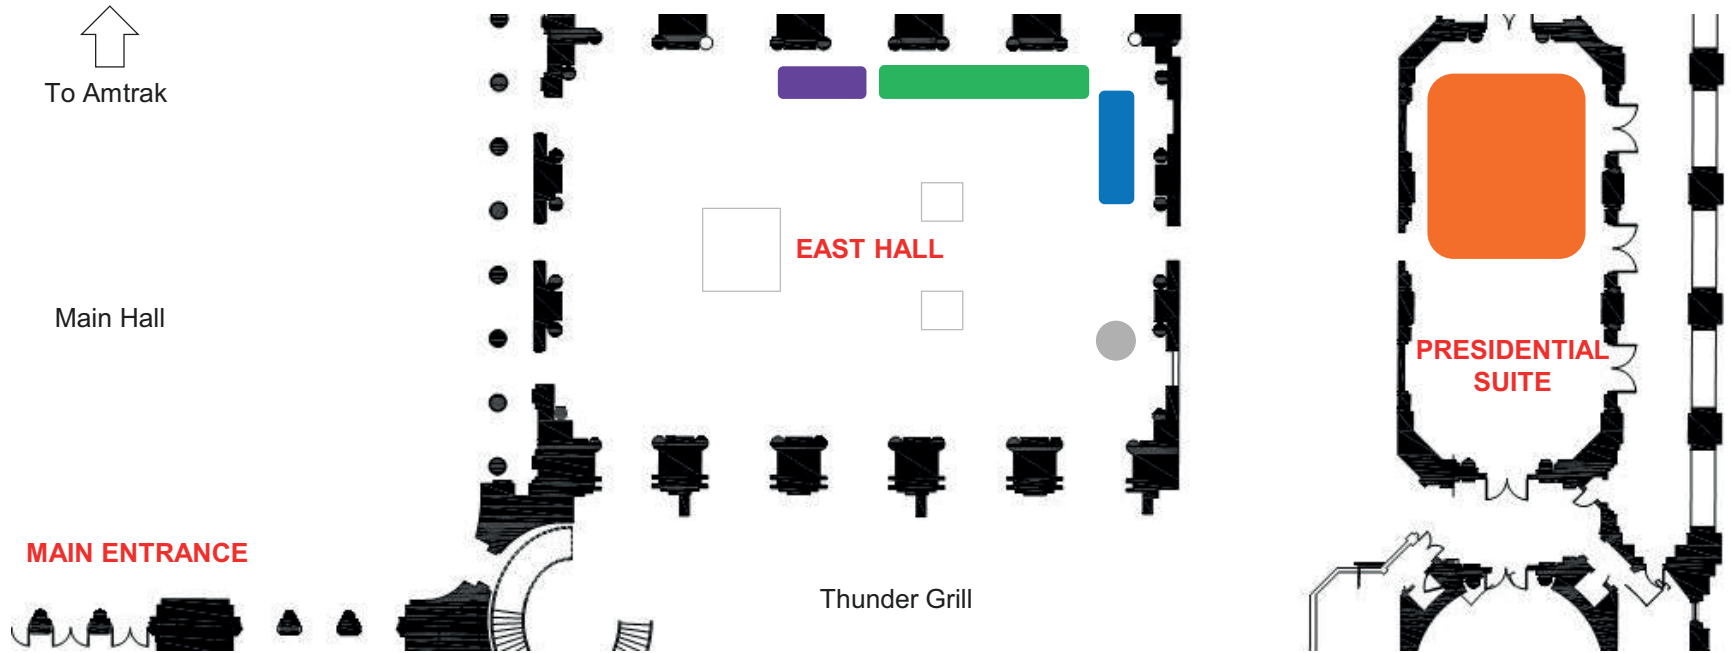 To Amtrak
EAST HALL
Main Hall
PRESIDENTIAL
SUITE
MAIN ENTRANCE
Thunder Grill